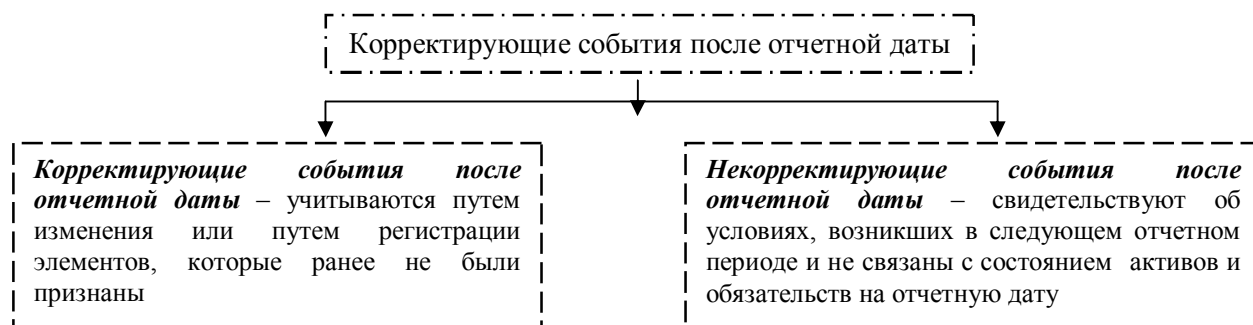 Корректирующие события после отчетной даты
Корректирующие события после
отчетной даты – учитываются путем
изменения или путем регистрации
элементов, которые ранее не были
признаны
Некорректирующие события после
отчетной даты – свидетельствуют об
условиях, возникших в следующем отчетном
периоде и не связаны с состоянием активов и
обязательств на отчетную дату